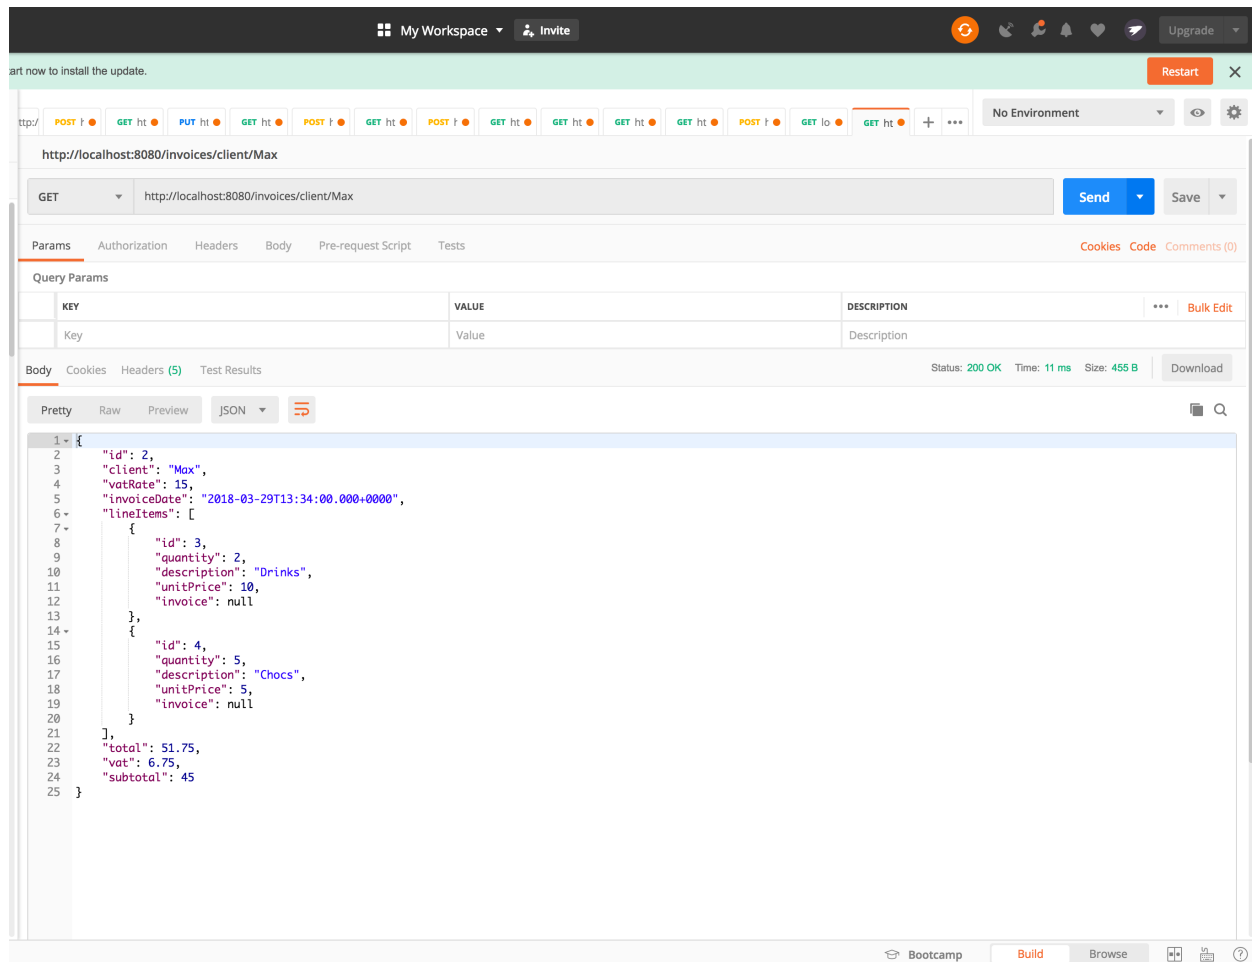 My Workspace Invite Upgrade
art now to install the update. Restart
ttp:/ POST h GET ht PUT ht GET ht POST h GET ht POST h GET ht GET ht GET ht GET ht POST h GET lo GET ht + ••• No Environment
http://localhost:8080/invoices/client/Max
GET http://localhost:8080/invoices/client/Max Send Save
Params Authorization Headers Body Pre-request Script Tests Cookies Code Comments (0)
Query Params
KEY VALUE DESCRIPTION ••• Bulk Edit
Key Value Description
Body Cookies Headers (5) Test Results Status: 200 OK Time: 11 ms Size: 455 B Download
Pretty Raw Preview JSON
1 {
2 "id": 2,
3 "client": "Max",
4 "vatRate": 15,
5 "invoiceDate": "2018-03-29T13:34:00.000+0000",
6 "lineItems": [
7 {
8 "id": 3,
9 "quantity": 2,
10 "description": "Drinks",
11 "unitPrice": 10,
12 "invoice": null
13 },
14 {
15 "id": 4,
16 "quantity": 5,
17 "description": "Chocs",
18 "unitPrice": 5,
19 "invoice": null
20 }
21 ],
22 "total": 51.75,
23 "vat": 6.75,
24 "subtotal": 45
25 }
Bootcamp Build Browse